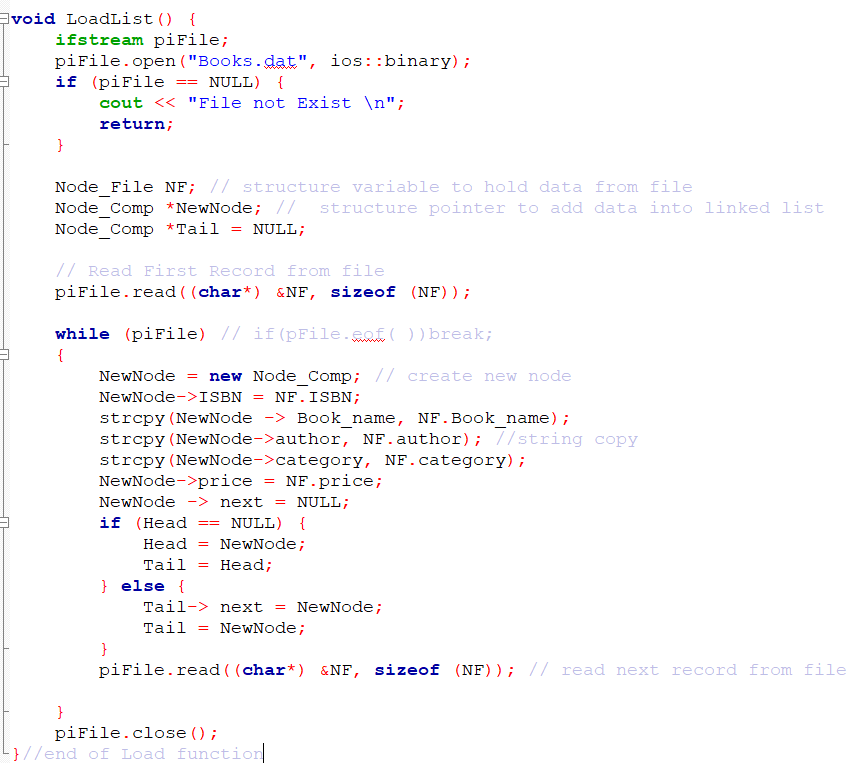 void LoadList() {
    ifstream piFile;
    piFile.open("Books.dat", ios::binary);
    if (piFile == NULL) {
        cout << "File not Exist \n";
        return;
    }

    Node_File NF; // structure variable to hold data from file
    Node_Comp *NewNode; //  structure pointer to add data into linked list
    Node_Comp *Tail = NULL;

    // Read First Record from file
    piFile.read((char*) &NF, sizeof (NF));

    while (piFile) // if(pFile.eof( ))break;
    {
        NewNode = new Node_Comp; // create new node
        NewNode->ISBN = NF.ISBN;
        strcpy(NewNode -> Book_name, NF.Book_name);
        strcpy(NewNode->author, NF.author); //string copy
        strcpy(NewNode->category, NF.category);
        NewNode->price = NF.price;
        NewNode -> next = NULL;
        if (Head == NULL) {
            Head = NewNode;
            Tail = Head;
        } else {
            Tail-> next = NewNode;
            Tail = NewNode;
        }
        piFile.read((char*) &NF, sizeof (NF)); // read next record from file

    }
    piFile.close();
}//end of Load function